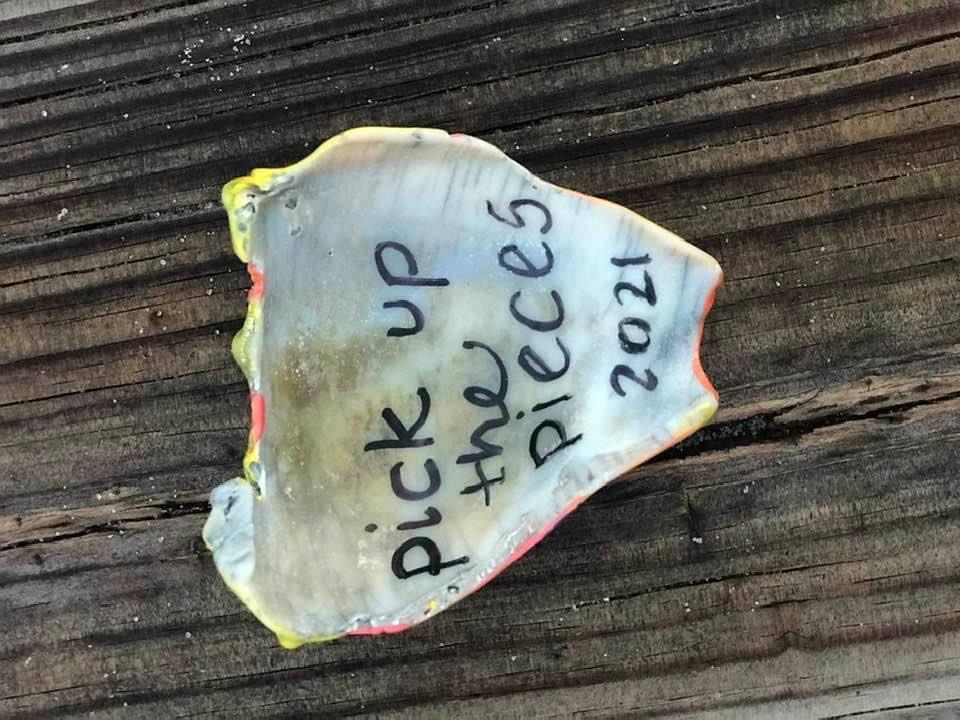 pick up
the
pieces
2021